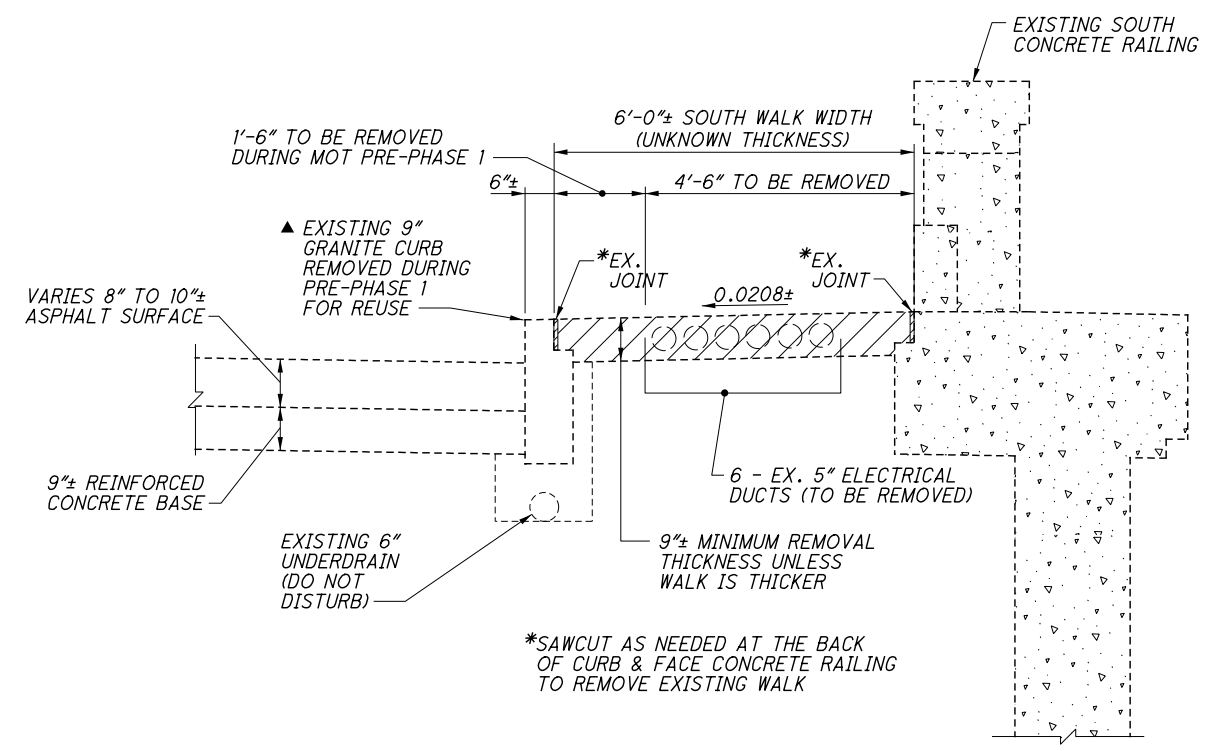 EXISTING SOUTH
CONCRETE RAILING
6'-0"± SOUTH WALK WIDTH
(UNKNOWN THICKNESS)
1'-6" TO BE REMOVED
DURING MOT PRE-PHASE 1
6"±
4'-6" TO BE REMOVED
▲ EXISTING 9"
GRANITE CURB
REMOVED DURING
PRE-PHASE 1
FOR REUSE
*EX.
JOINT
*EX.
JOINT
0.0208±
VARIES 8" TO 10"±
ASPHALT SURFACE
9"± REINFORCED
CONCRETE BASE
6 - EX. 5" ELECTRICAL
DUCTS (TO BE REMOVED)
EXISTING 6"
UNDERDRAIN
(DO NOT
DISTURB)
9"± MINIMUM REMOVAL
THICKNESS UNLESS
WALK IS THICKER
*SAWCUT AS NEEDED AT THE BACK
OF CURB & FACE CONCRETE RAILING
TO REMOVE EXISTING WALK